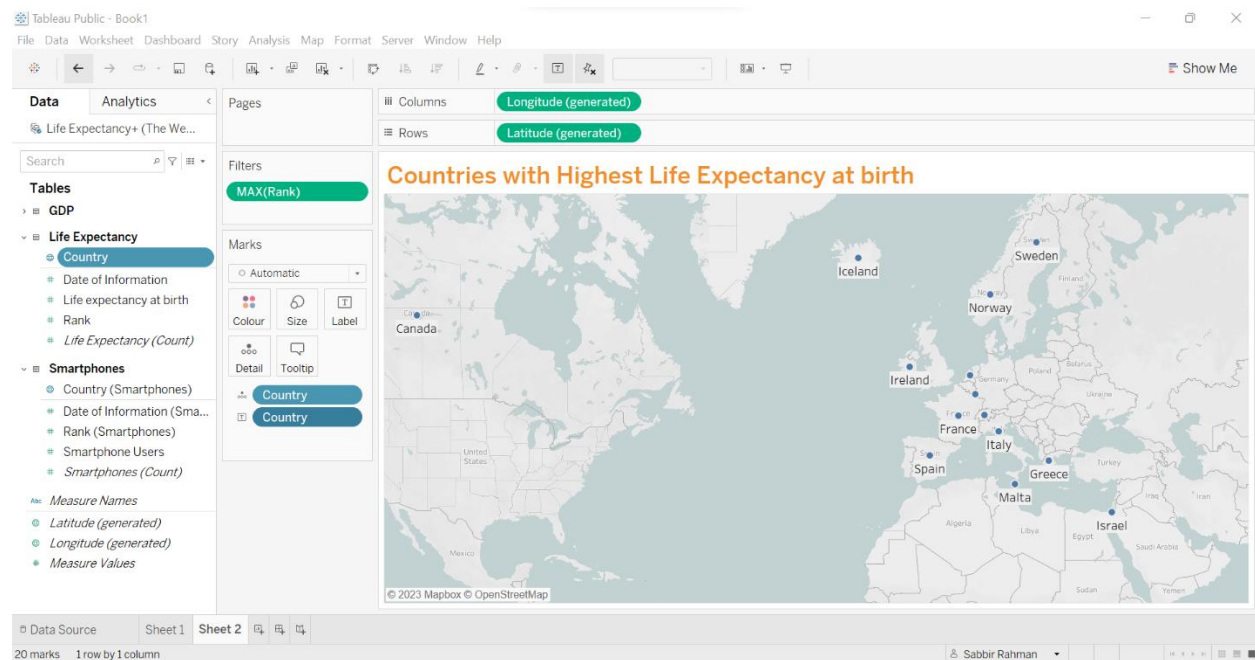 Tableau Public - Book1
File Data Worksheet Dashboard Story Analysis Map Format Server Window Help
Show Me
Data Analytics
Pages
Columns
Longitude (generated)
Life Expectancy+ (The We...
Rows
Latitude (generated)
Search
Filters
Countries with Highest Life Expectancy at birth
Tables
MAX(Rank)
GDP
Life Expectancy
Country
Date of Information
Life expectancy at birth
Rank
Life Expectancy (Count)
Smartphones
Country (Smartphones)
Date of Information (Sma...
Rank (Smartphones)
Smartphone Users
Smartphones (Count)
Abc Measure Names
Latitude (generated)
Longitude (generated)
Measure Values
Marks
Automatic
Colour Size Label
T
Detail Tooltip
Country
T Country
Sweden
Iceland
Finland
Norway
Canada
Ireland
Germany
Poland
Belarus
Ukraine
France
Italy
United
States
Spain
Greece
Turkey
Malta
Iraq
Iran
Algeria
Libya
Egypt
Israel
Saudi Arabia
Mexico
Sudan
Yemen
© 2023 Mapbox © OpenStreetMap
Data Source Sheet 1 Sheet 2
20 marks 1 row by 1 column
Sabbir Rahman